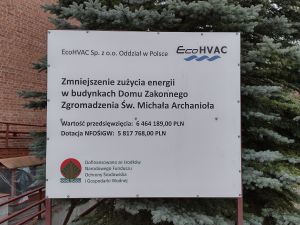 EcoHVAC Sp. z o.o. Oddział w Polsce
EcoHVAC
Zmniejszenie zużycia energii
w budynkach Domu Zakonnego
Zgromadzenia Św. Michała Archanioła
Wartość przedsięwzięcia: 6 464 189,00 PLN
Dotacja NFOŚiGW: 5 817 768,00 PLN
Dofinansowano ze środków
Narodowego Funduszu
Ochrony Środowiska
i Gospodarki Wodnej